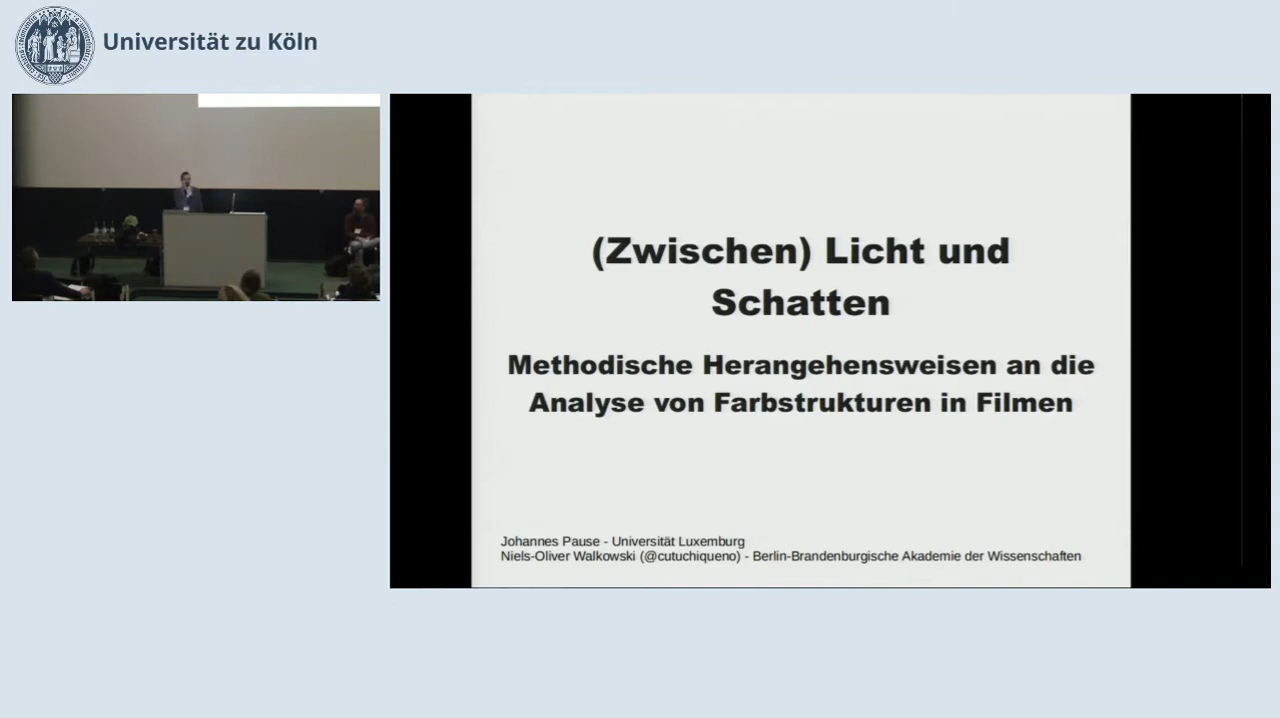 Universität zu Köln
(Zwischen) Licht und
Schatten
Methodische Herangehensweisen an die
Analyse von Farbstrukturen in Filmen
Johannes Pause - Universität Luxemburg
Niels-Oliver Walkowski (@cutuchiqueno) - Berlin-Brandenburgische Akademie der Wissenschaften